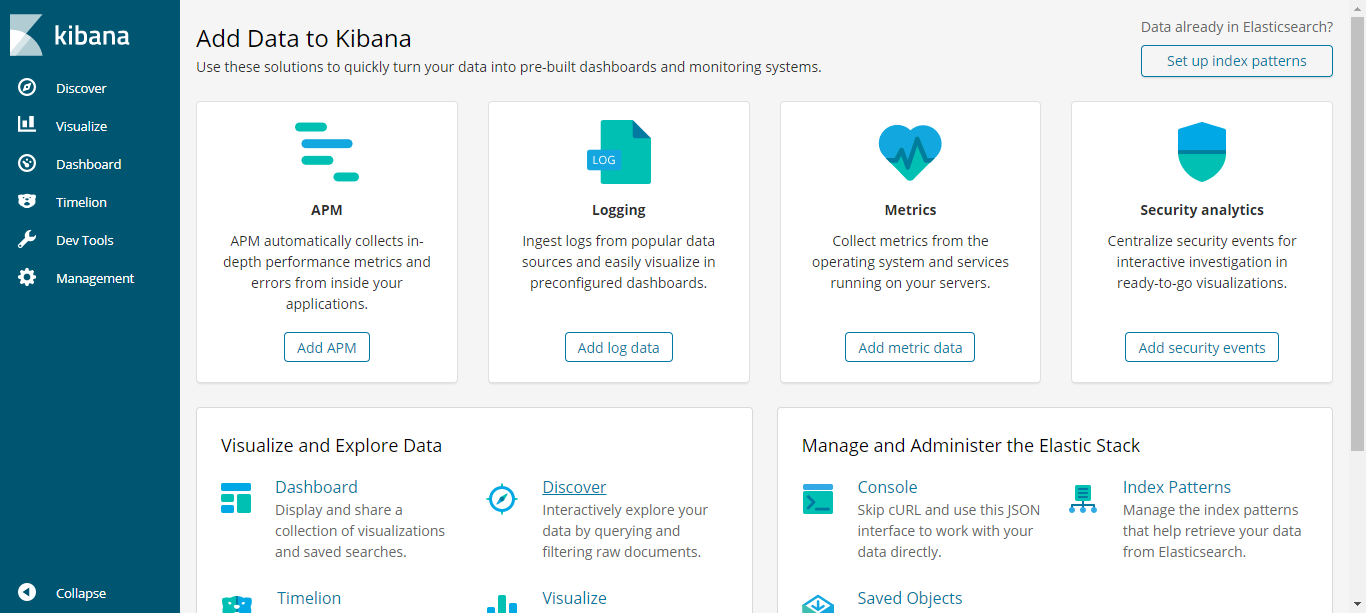 kibana
Discover
Visualize
Dashboard
Timelion
Dev Tools
Management
Collapse
Add Data to Kibana
Use these solutions to quickly turn your data into pre-built dashboards and monitoring systems.
Data already in Elasticsearch?
Set up index patterns
APM
APM automatically collects in-
depth performance metrics and
errors from inside your
applications.
Add APM
LOG
Logging
Ingest logs from popular data
sources and easily visualize in
preconfigured dashboards.
Add log data
Metrics
Collect metrics from the
operating system and services
running on your servers.
Add metric data
Security analytics
Centralize security events for
interactive investigation in
ready-to-go visualizations.
Add security events
Visualize and Explore Data
Dashboard
Display and share a
collection of visualizations
and saved searches.
Discover
Interactively explore your
data by querying and
filtering raw documents.
Timelion
Visualize
Manage and Administer the Elastic Stack
Console
Skip cURL and use this JSON
interface to work with your
data directly.
Index Patterns
Manage the index patterns
that help retrieve your data
from Elasticsearch.
Saved Objects